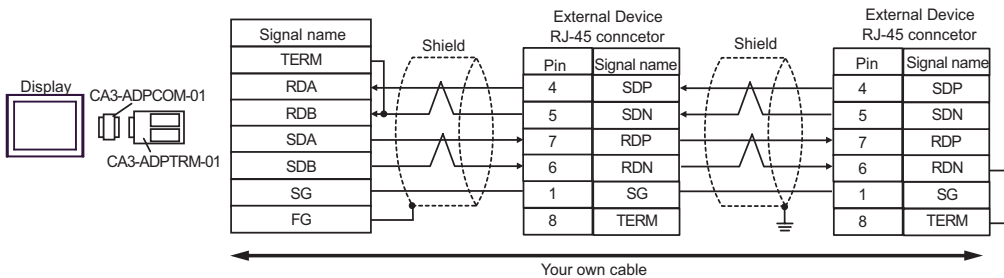 Display
CA3-ADPCOM-01
CA3-ADPTRM-01
Signal name
TERM
RDA
RDB
SDA
SDB
SG
FG
Shield
External Device
RJ-45 conncetor
Pin Signal name
4 SDP
5 SDN
7 RDP
6 RDN
1 SG
8 TERM
Shield
External Device
RJ-45 conncetor
Pin Signal name
4 SDP
5 SDN
7 RDP
6 RDN
1 SG
8 TERM
Your own cable